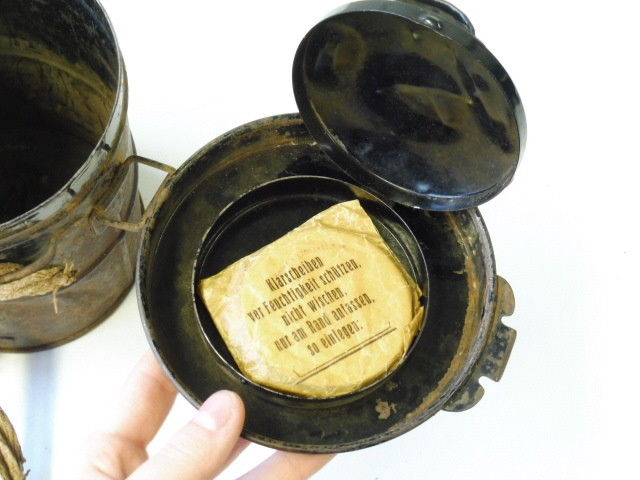 Klarscheiben
vor Feuchtigkeit schützen,
nicht wischen,
nur am Rand anfassen,
so einlegen: